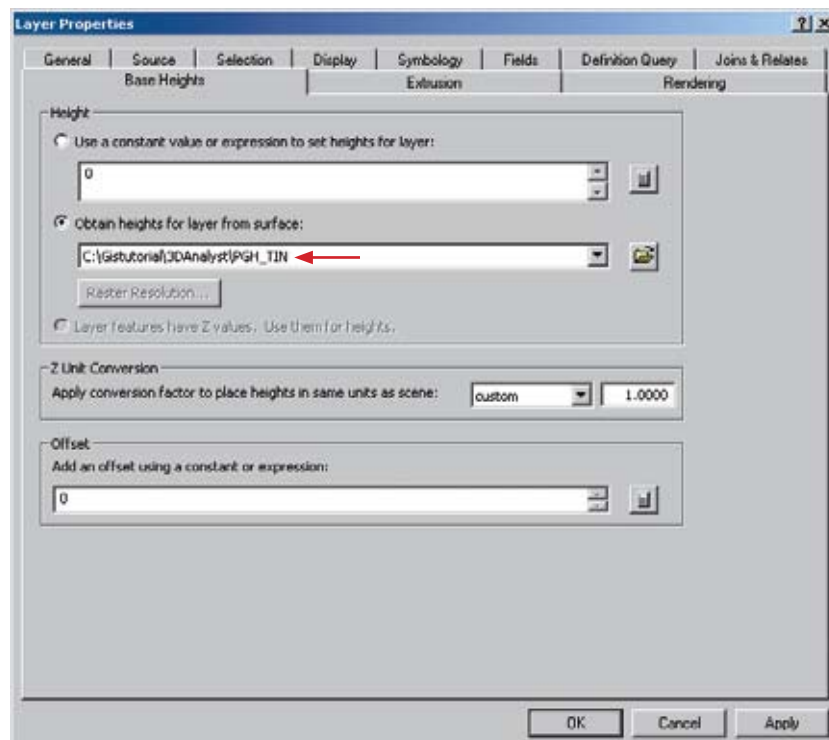 Layer Properties
General Source Selection Display Symbology Fields Definition Query Joins & Relates
Base Heights Extrusion Rendering
Height
Use a constant value or expression to set heights for layer:
0
Obtain heights for layer from surface:
C:\Gistutorial\3DAnalyst\PGH_TIN
Raster Resolution...
Layer features have Z values. Use them for heights.
Z Unit Conversion
Apply conversion factor to place heights in same units as scene: custom 1.0000
Offset
Add an offset using a constant or expression:
0
OK Cancel Apply